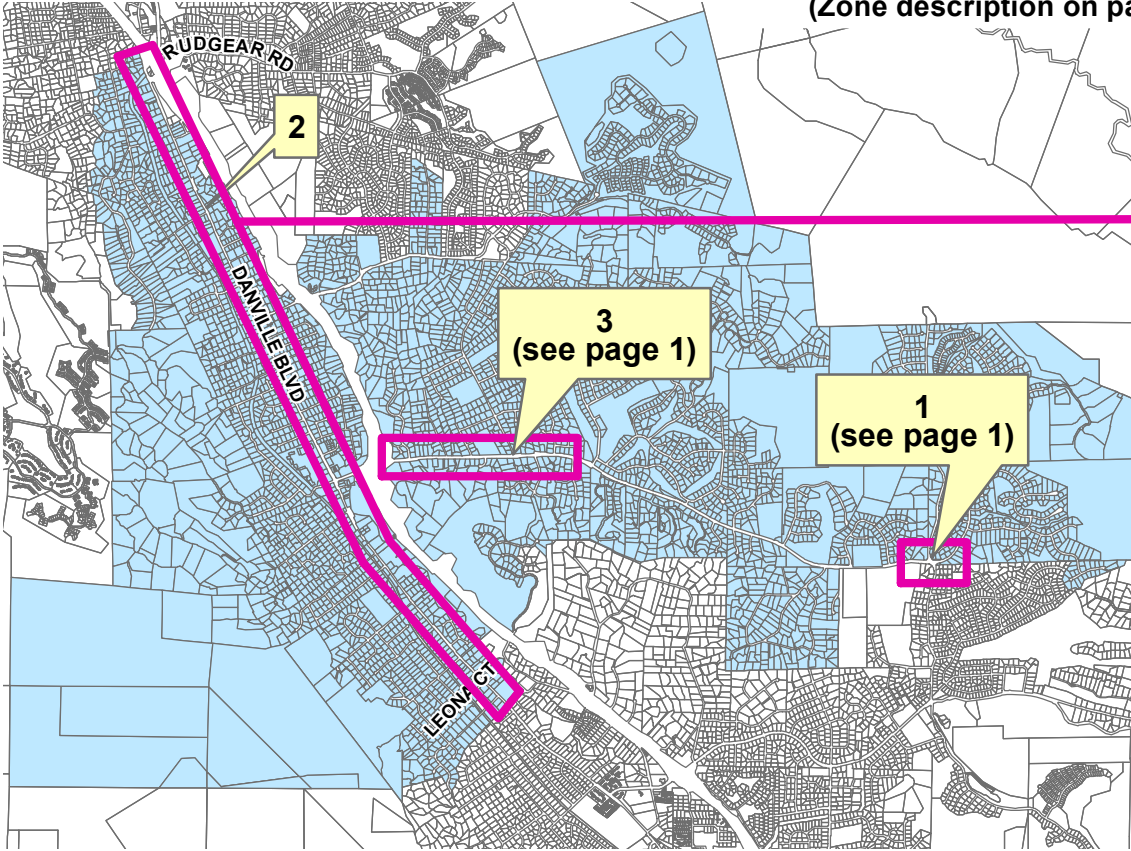 (Zone description on pa
RUDGEAR RD
2
DANVILLE BLVD
3
(see page 1)
1
(see page 1)
LEONA CT